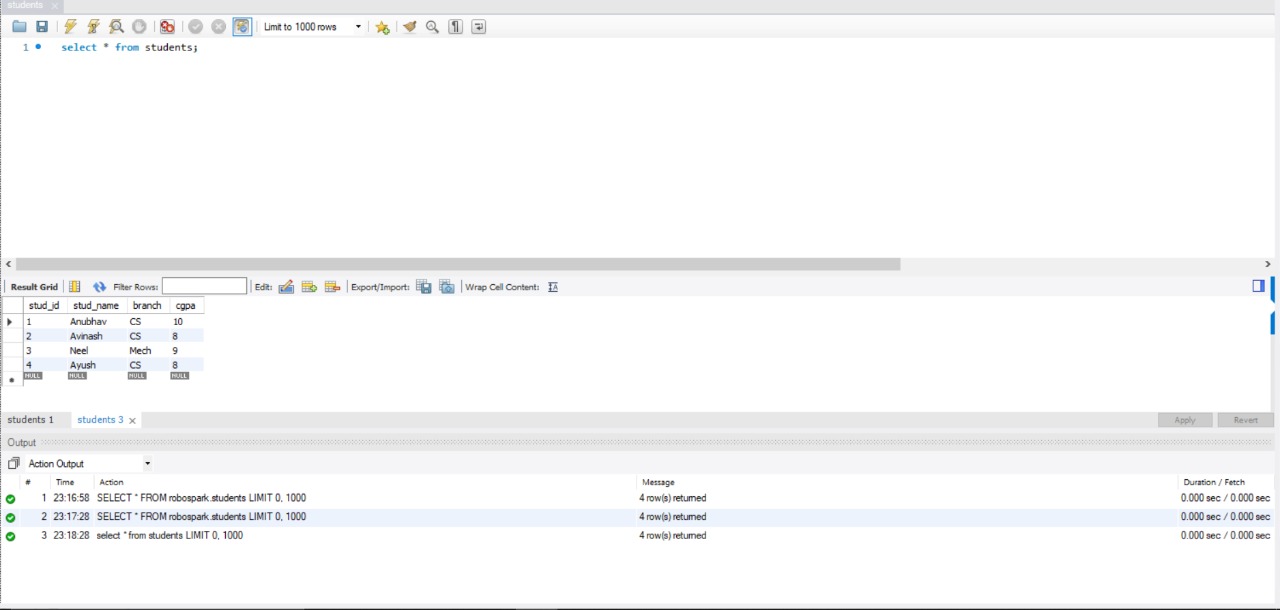 students ×
Limit to 1000 rows
1 select * from students;
Result Grid Filter Rows: Edit: Export/Import: Wrap Cell Content: IA
stud_id stud_name branch cgpa
1 Anubhav CS 10
2 Avinash CS 8
3 Neel Mech 9
4 Ayush CS 8
NULL NULL NULL NULL
students 1 students 3 × Apply Revert
Output
Action Output
# Time Action Message Duration / Fetch
1 23:16:58 SELECT * FROM robospark.students LIMIT 0, 1000 4 row(s) returned 0.000 sec / 0.000 sec
2 23:17:28 SELECT * FROM robospark.students LIMIT 0, 1000 4 row(s) returned 0.000 sec / 0.000 sec
3 23:18:28 select * from students LIMIT 0, 1000 4 row(s) returned 0.000 sec / 0.000 sec